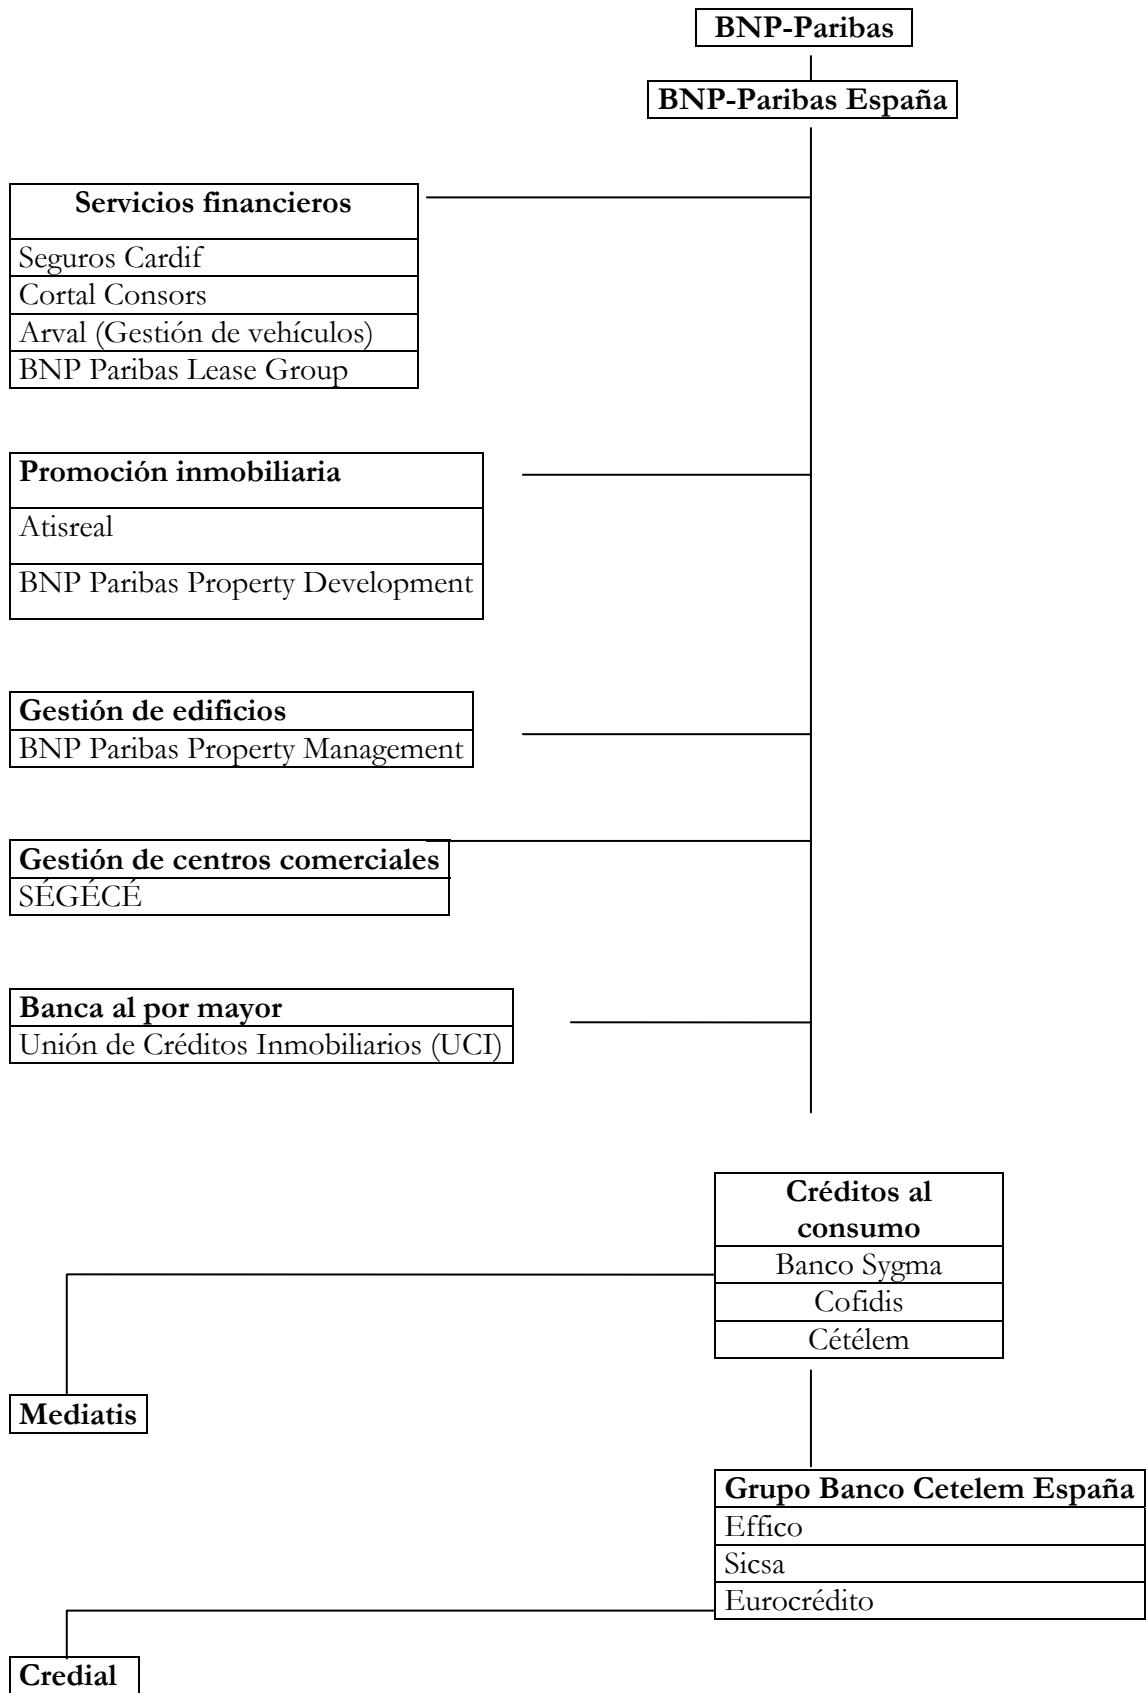 BNP-Paribas
BNP-Paribas España
Servicios financieros
Seguros Cardif
Cortal Consors
Arval (Gestión de vehículos)
BNP Paribas Lease Group
Promoción inmobiliaria
Atisreal
BNP Paribas Property Development
Gestión de edificios
BNP Paribas Property Management
Gestión de centros comerciales
SÉGÉCÉ
Banca al por mayor
Unión de Créditos Inmobiliarios (UCI)
Créditos al
consumo
Banco Sygma
Cofidis
Cétélem
Mediatis
Grupo Banco Cetelem España
Effico
Sicsa
Eurocrédito
Credial